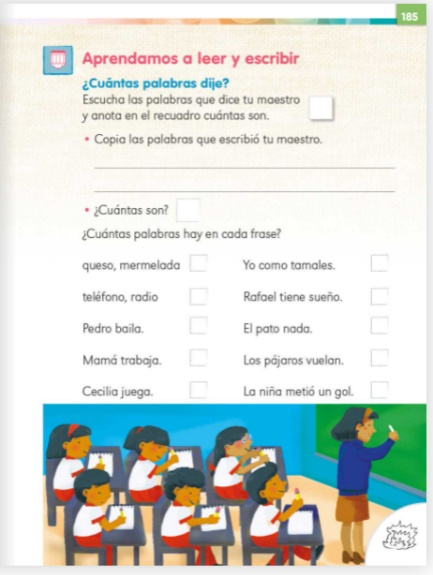 185
Aprendamos a leer y escribir
¿Cuántas palabras dije?
Escucha las palabras que dice tu maestro
y anota en el recuadro cuántas son.
• Copia las palabras que escribió tu maestro.
• ¿Cuántas son?
¿Cuántas palabras hay en cada frase?
queso, mermelada
Yo como tamales.
teléfono, radio
Rafael tiene sueño.
Pedro baila.
El pato nada.
Mamá trabaja.
Los pájaros vuelan.
Cecilia juega.
La niña metió un gol.